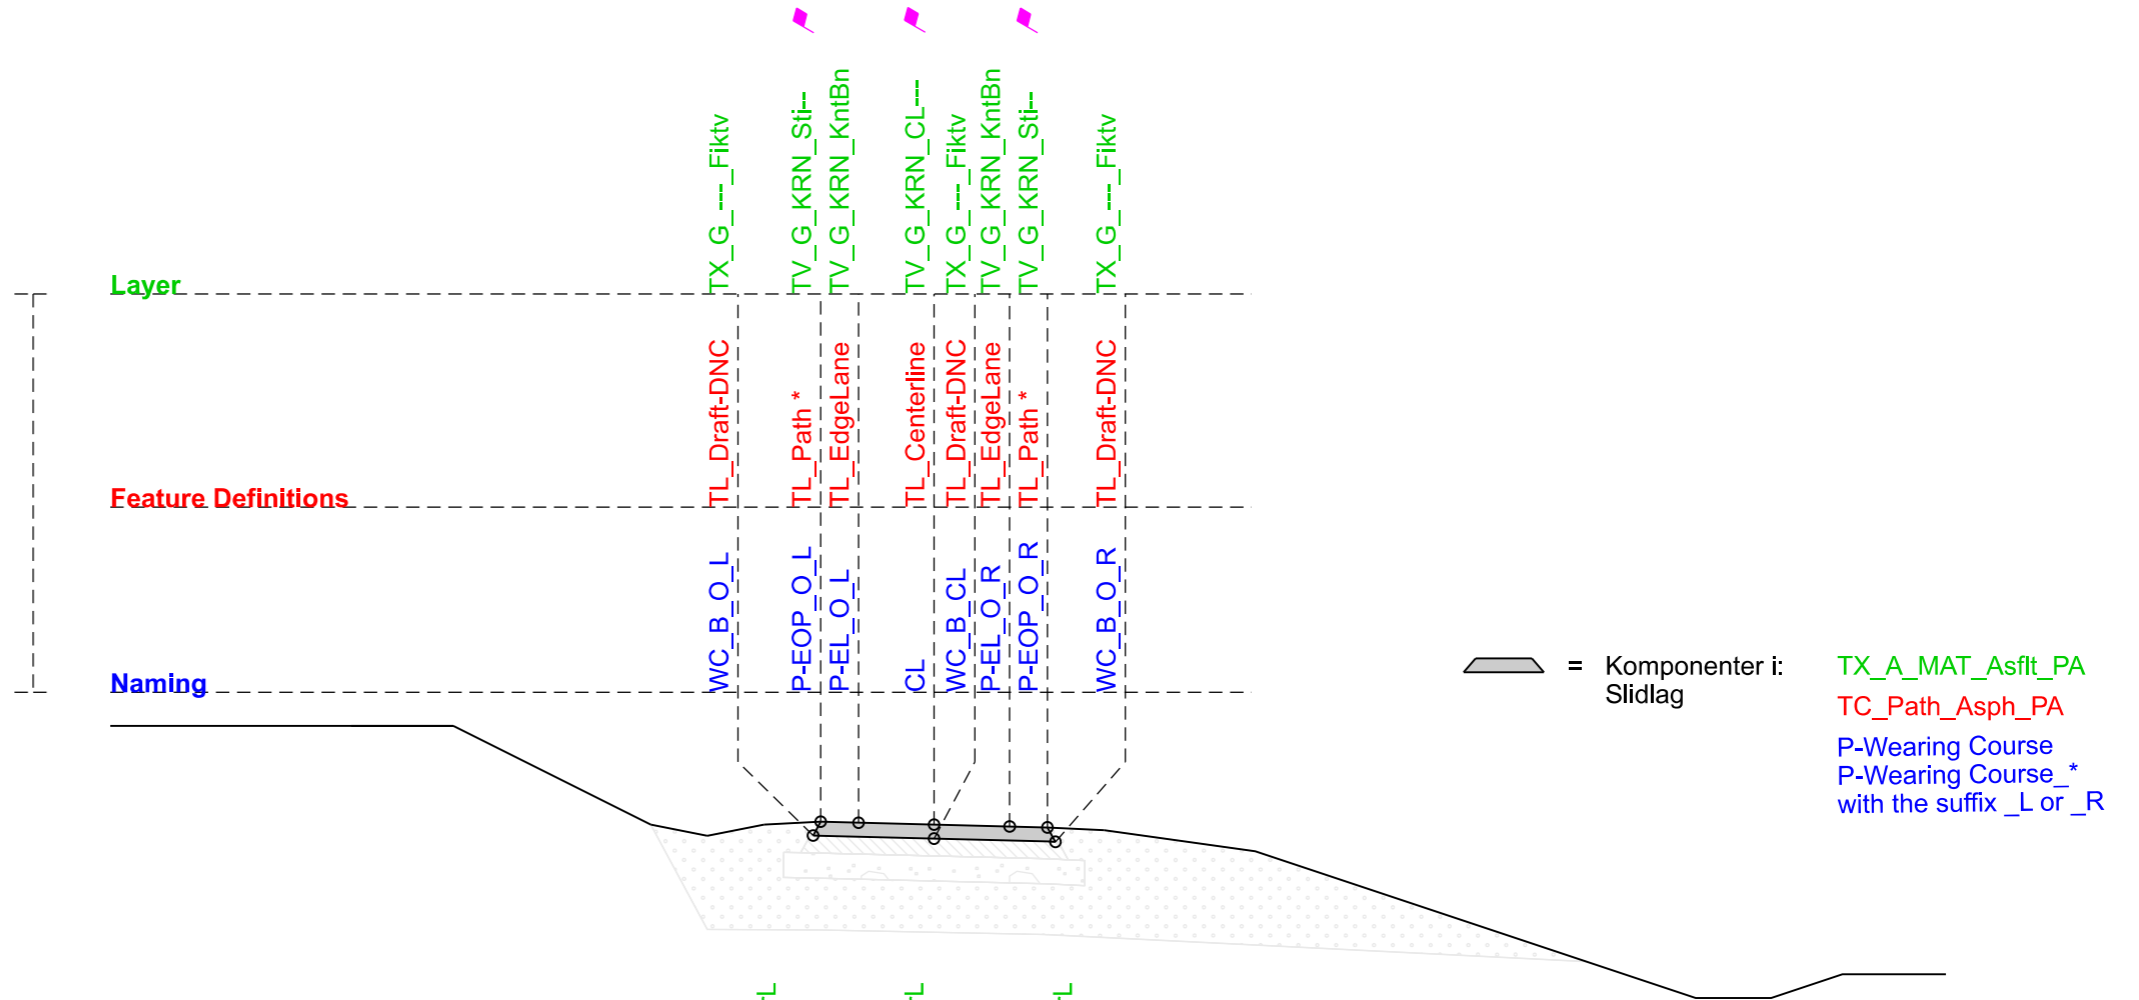 TX_G_---_Fiktv
TV_G_KRN_Sti--
TV_G_KRN_KntBn
TV_G_KRN_CL---
TX_G_---_Fiktv
TV_G_KRN_KntBn
TV_G_KRN_Sti--
TX_G_---_Fiktv
Layer
TL_Draft-DNC
TL_Path *
TL_EdgeLane
TL_Centerline
TL_Draft-DNC
TL_EdgeLane
TL_Path *
TL_Draft-DNC
Feature Definitions
WC_B_O_L
P-EOP_O_L
P-EL_O_L
CL
WC_B_CL
P-EL_O_R
P-EOP_O_R
WC_B_O_R
Naming
= Komponenter i:
Slidlag
TX_A_MAT_Asflt_PA
TC_Path_Asph_PA
P-Wearing Course
P-Wearing Course_*
with the suffix _L or _R